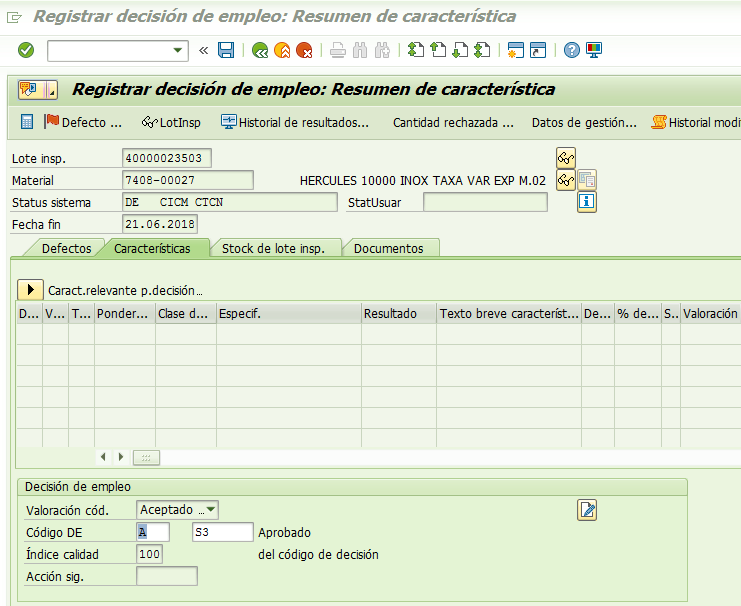 Registrar decisión de empleo: Resumen de característica
«
Registrar decisión de empleo: Resumen de característica
Defecto ... LotInsp Historial de resultados... Cantidad rechazada ... Datos de gestión... Historial modi
Lote insp. 40000023503
Material 7408-00027 HERCULES 10000 INOX TAXA VAR EXP M.02
Status sistema DE CICM CTCN StatUsuar
Fecha fin 21.06.2018
Defectos Características Stock de lote insp. Documentos
Caract.relevante p.decisión...
D... V... T... Ponder... Clase d... Especif. Resultado Texto breve característ... De... % de... S.. Valoración
Decisión de empleo
Valoración cód. Aceptado ...
Código DE A S3 Aprobado
Índice calidad 100 del código de decisión
Acción sig.